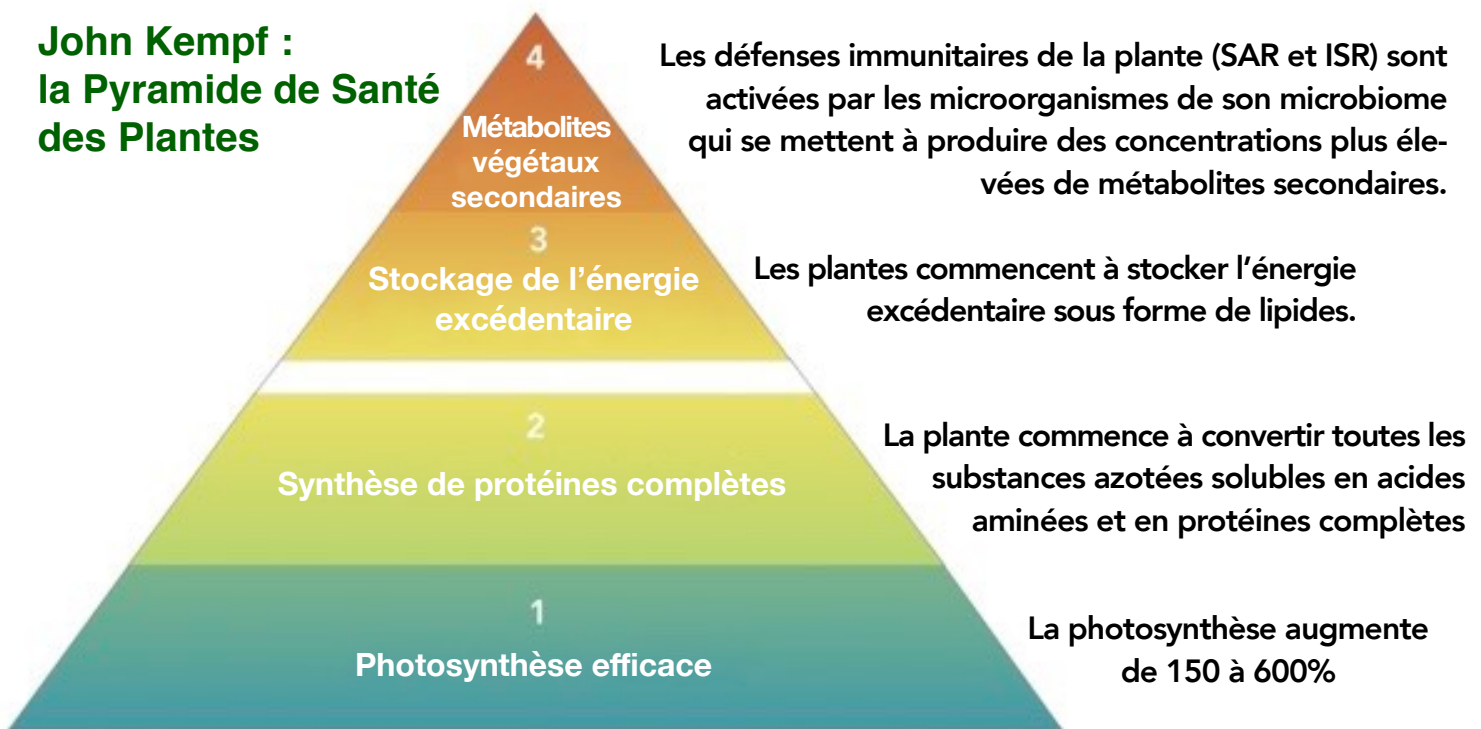 John Kempf :
la Pyramide de Santé
des Plantes
4
Métabolites
végétaux
secondaires
Les défenses immunitaires de la plante (SAR et ISR) sont
activées par les microorganismes de son microbiome
qui se mettent à produire des concentrations plus éle-
vées de métabolites secondaires.
3
Stockage de l’énergie
excédentaire
Les plantes commencent à stocker l’énergie
excédentaire sous forme de lipides.
2
Synthèse de protéines complètes
La plante commence à convertir toutes les
substances azotées solubles en acides
aminées et en protéines complètes
1
Photosynthèse efficace
La photosynthèse augmente
de 150 à 600%